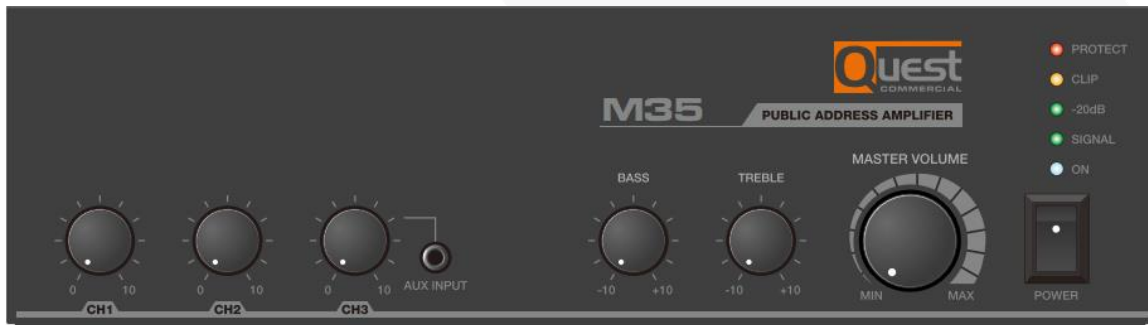 Quest
COMMERCIAL
M35
PUBLIC ADDRESS AMPLIFIER
PROTECT
CLIP
-20dB
SIGNAL
ON
BASS
TREBLE
MASTER VOLUME
0 10
0 10
0 10
AUX INPUT
-10 +10
-10 +10
MIN MAX
POWER
CH1
CH2
CH3